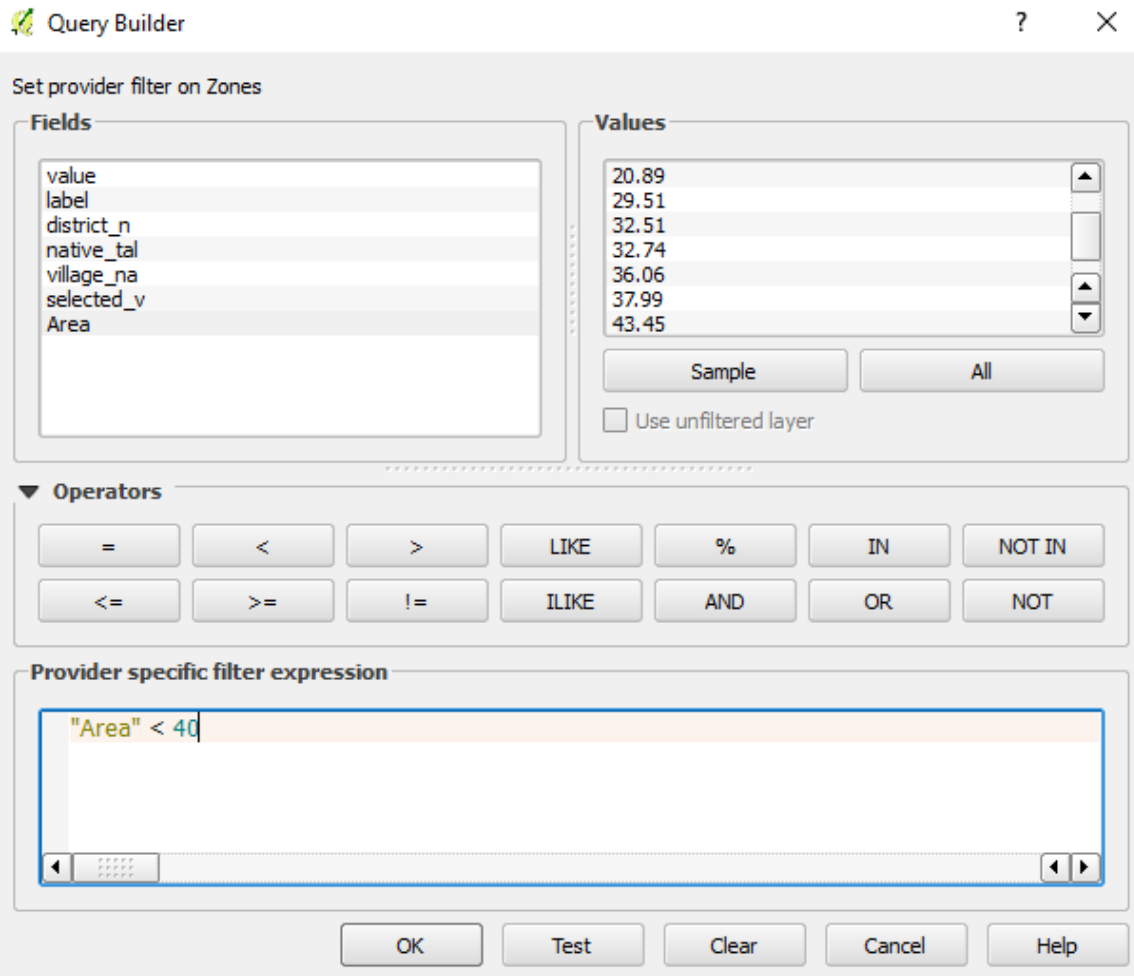 Query Builder
?
Set provider filter on Zones
Fields
value
label
district_n
native_tal
village_na
selected_v
Area
Values
20.89
29.51
32.51
32.74
36.06
37.99
43.45
Sample All
Use unfiltered layer
Operators
= < > LIKE % IN NOT IN
<= >= != ILIKE AND OR NOT
Provider specific filter expression
"Area" < 40
OK Test Clear Cancel Help